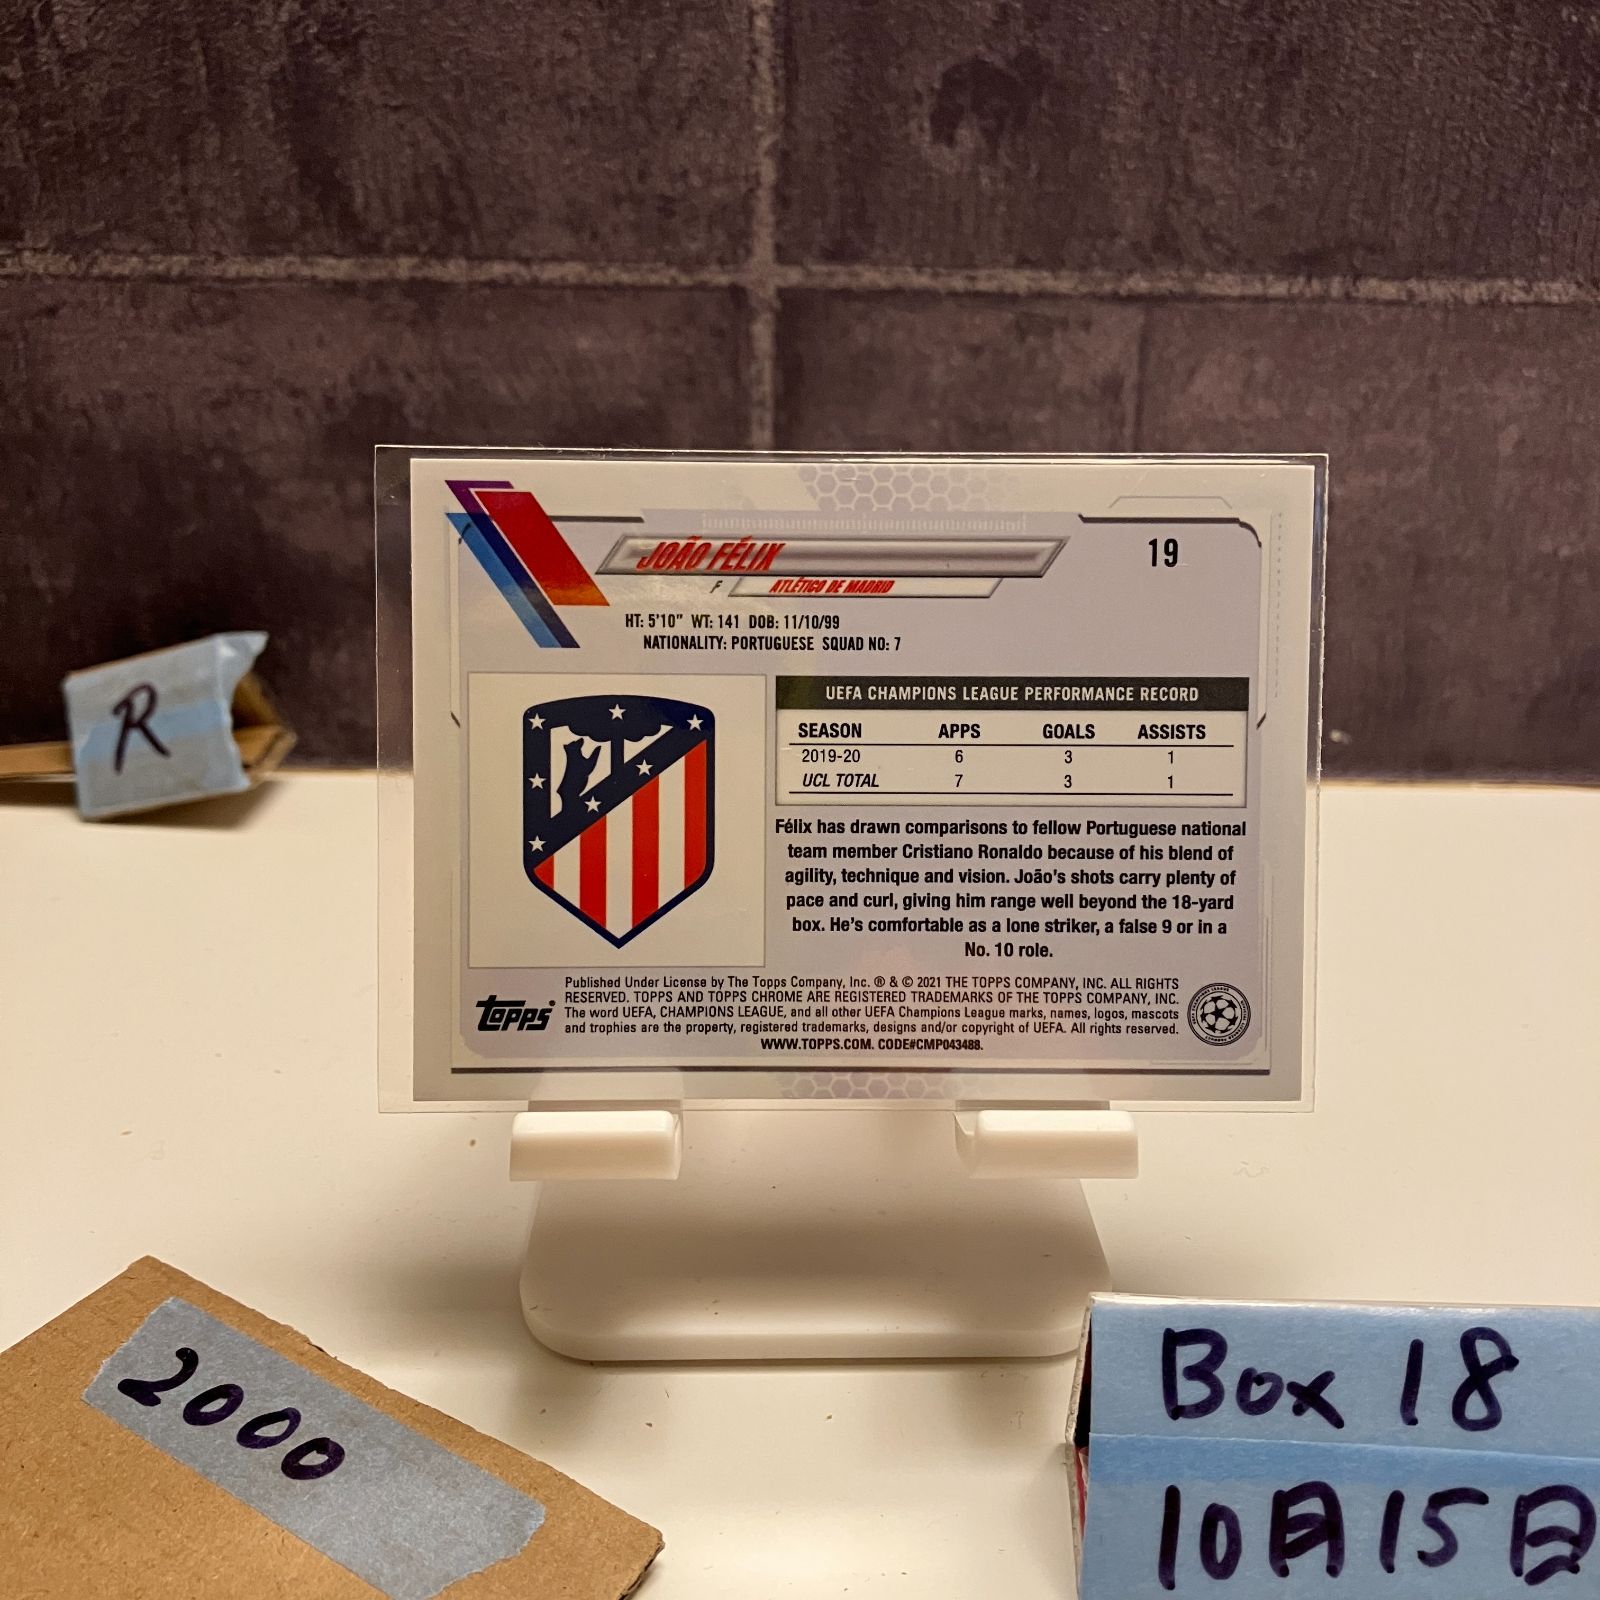 JOÃO FÉLIX
19
F ATLÉTICO DE MADRID
HT: 5'10" WT: 141 DOB: 11/10/99
NATIONALITY: PORTUGUESE SQUAD NO: 7
UEFA CHAMPIONS LEAGUE PERFORMANCE RECORD
SEASON APPS GOALS ASSISTS
2019-20 6 3 1
UCL TOTAL 7 3 1
Félix has drawn comparisons to fellow Portuguese national
team member Cristiano Ronaldo because of his blend of
agility, technique and vision. João's shots carry plenty of
pace and curl, giving him range well beyond the 18-yard
box. He's comfortable as a lone striker, a false 9 or in a
No. 10 role.
topps
Published Under License by The Topps Company, Inc. ® & © 2021 THE TOPPS COMPANY, INC. ALL RIGHTS
RESERVED. TOPPS AND TOPPS CHROME ARE REGISTERED TRADEMARKS OF THE TOPPS COMPANY, INC.
The word UEFA, CHAMPIONS LEAGUE, and all other UEFA Champions League marks, names, logos, mascots
and trophies are the property, registered trademarks, designs and/or copyright of UEFA. All rights reserved.
WWW.TOPPS.COM. CODE#CMP043488.
R
2000
Box 18
10月15日